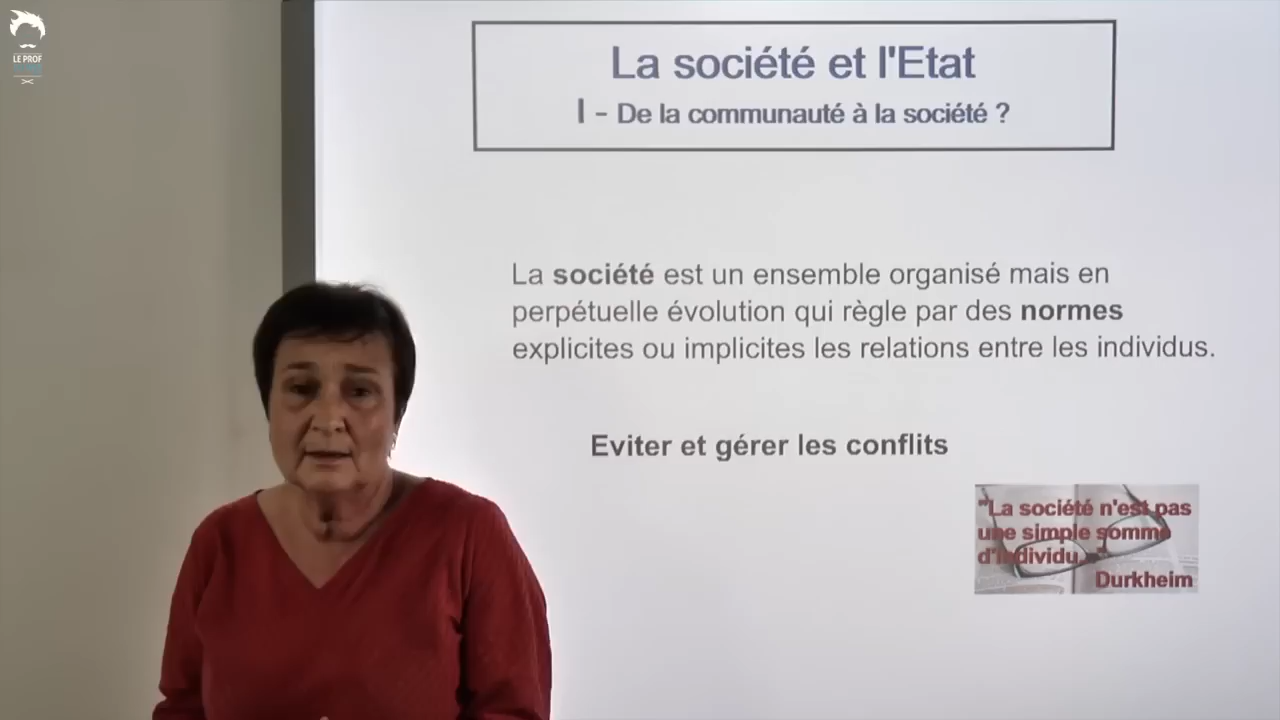 LE PROF
La société et l'Etat
I - De la communauté à la société ?
La société est un ensemble organisé mais en
perpétuelle évolution qui règle par des normes
explicites ou implicites les relations entre les individus.
Eviter et gérer les conflits
"La société n'est pas
une simple somme
d'individu..."
Durkheim